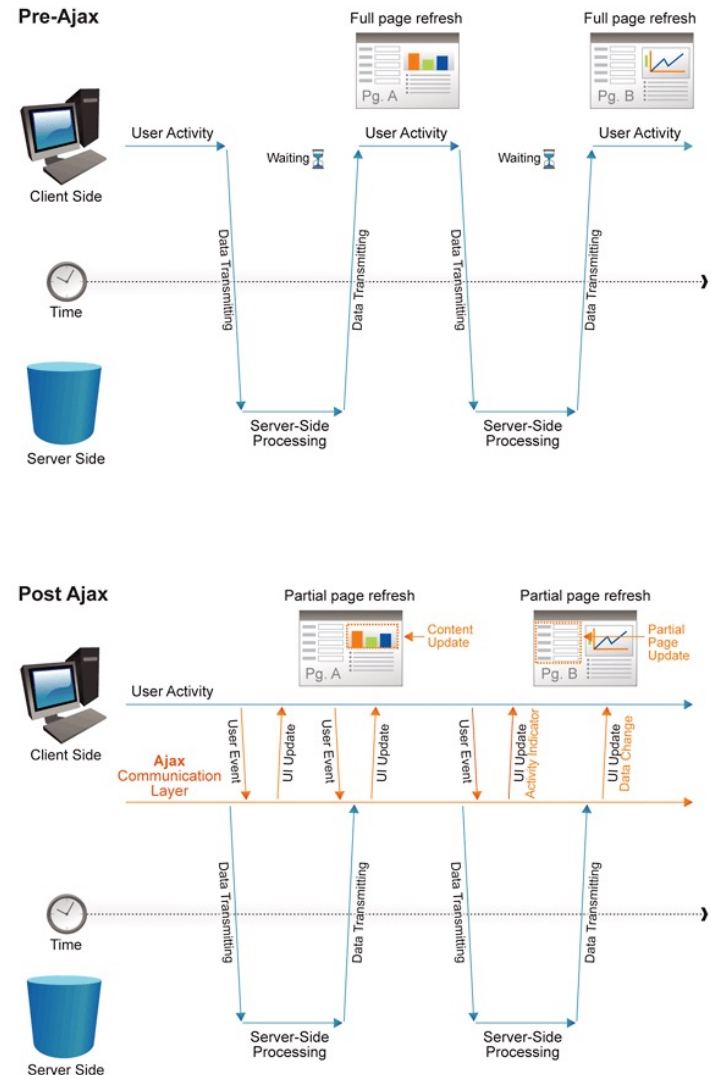 Pre-Ajax
Full page refresh
Full page refresh
Pg. A
Pg. B
User Activity
Waiting
User Activity
Waiting
User Activity
Client Side
Data Transmitting
Data Transmitting
Data Transmitting
Data Transmitting
Time
Server-Side
Processing
Server-Side
Processing
Server Side
Post Ajax
Partial page refresh
Partial page refresh
Content
Update
Partial
Page
Update
Pg. A
Pg. B
User Activity
Client Side
User Event
UI Update
User Event
UI Update
User Event
UI Update
Activity Indicator
UI Update
Data Change
Ajax
Communication
Layer
Data Transmitting
Data Transmitting
Data Transmitting
Data Transmitting
Time
Server-Side
Processing
Server-Side
Processing
Server Side